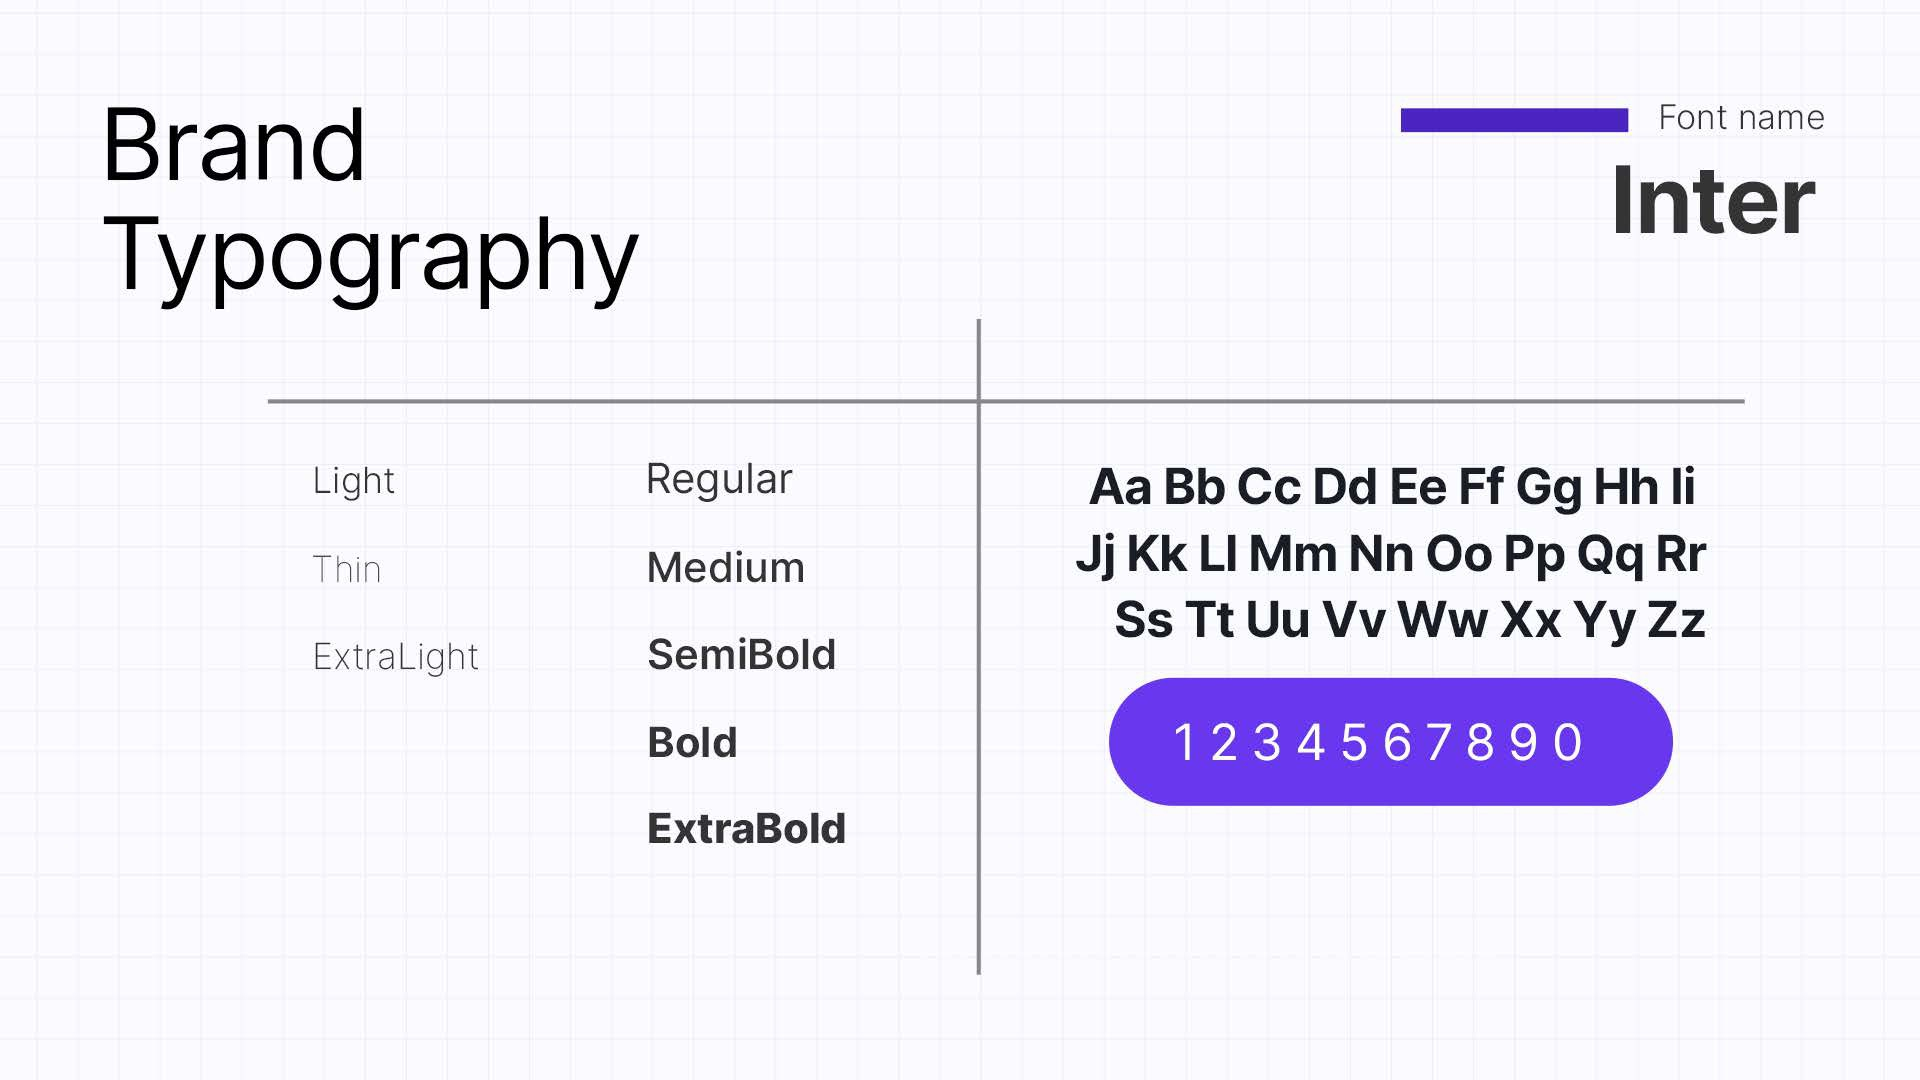 Brand
Typography
Font name
Inter
Light
Thin
ExtraLight
Regular
Medium
SemiBold
Bold
ExtraBold
Aa Bb Cc Dd Ee Ff Gg Hh Ii
Jj Kk Ll Mm Nn Oo Pp Qq Rr
Ss Tt Uu Vv Ww Xx Yy Zz
1 2 3 4 5 6 7 8 9 0